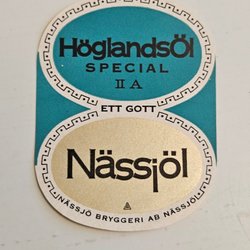 HöglandsÖl
SPECIAL
II A
ETT GOTT
Nässjöl
NÄSSJÖ BRYGGERI AB NÄSSJÖ